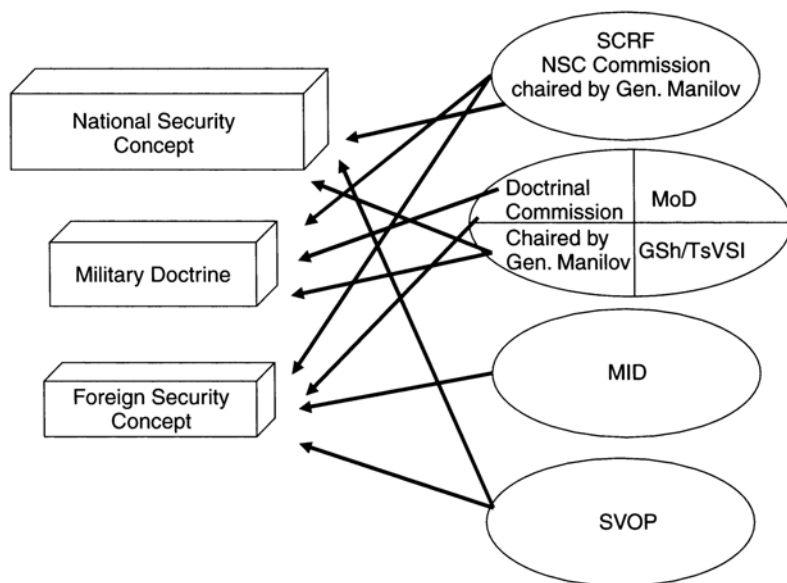 National Security
Concept
Military Doctrine
Foreign Security
Concept
SCRF
NSC Commission
chaired by Gen. Manilov
Doctrinal
Commission
Chaired by
Gen. Manilov
MoD
GSh/TsVSI
MID
SVOP